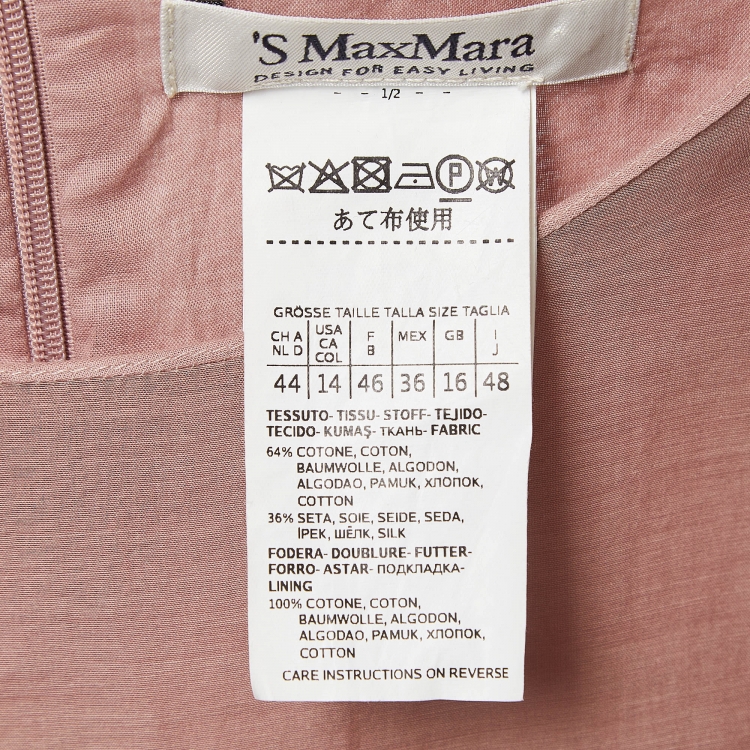 'S MaxMara
DESIGN FOR EASY LIVING
- - 1/2 - -
P W
あて布使用
GRÖSSE TAILLE TALLA SIZE TAGLIA
CH A NL D USA CA COL F B MEX GB I J
44 14 46 36 16 48
TESSUTO- TISSU- STOFF- TEJIDO-
TECIDO- KUMAŞ- ТКАНЬ- FABRIC
64% COTONE, COTON,
BAUMWOLLE, ALGODON,
ALGODAO, PAMUK, ХЛОПОК,
COTTON
36% SETA, SOIE, SEIDE, SEDA,
İPEK, ШЁЛК, SILK
FODERA- DOUBLURE- FUTTER-
FORRO- ASTAR- ПОДКЛАДКА-
LINING
100% COTONE, COTON,
BAUMWOLLE, ALGODON,
ALGODAO, PAMUK, ХЛОПОК,
COTTON
CARE INSTRUCTIONS ON REVERSE